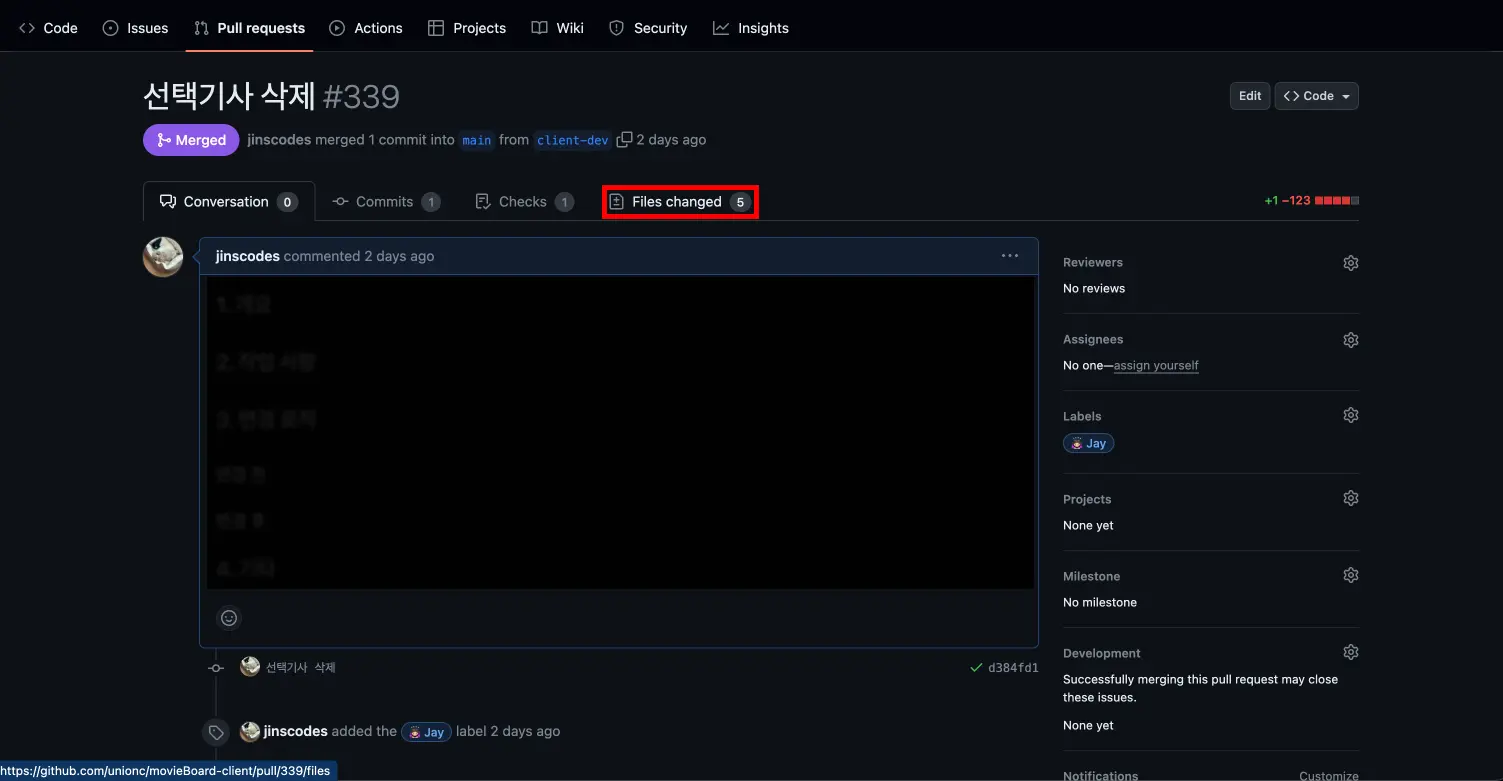 Code Issues Pull requests Actions Projects Wiki Security Insights
선택기사 삭제 #339
Edit Code
Merged jinscodes merged 1 commit into main from client-dev 2 days ago
Conversation 0 Commits 1 Checks 1 Files changed 5 +1 −123
jinscodes commented 2 days ago
선택기사 삭제 d384fd1
jinscodes added the Jay label 2 days ago
Reviewers
No reviews
Assignees
No one—assign yourself
Labels
Jay
Projects
None yet
Milestone
No milestone
Development
Successfully merging this pull request may close
these issues.
None yet
Notifications Customize
https://github.com/unionc/movieBoard-client/pull/339/files